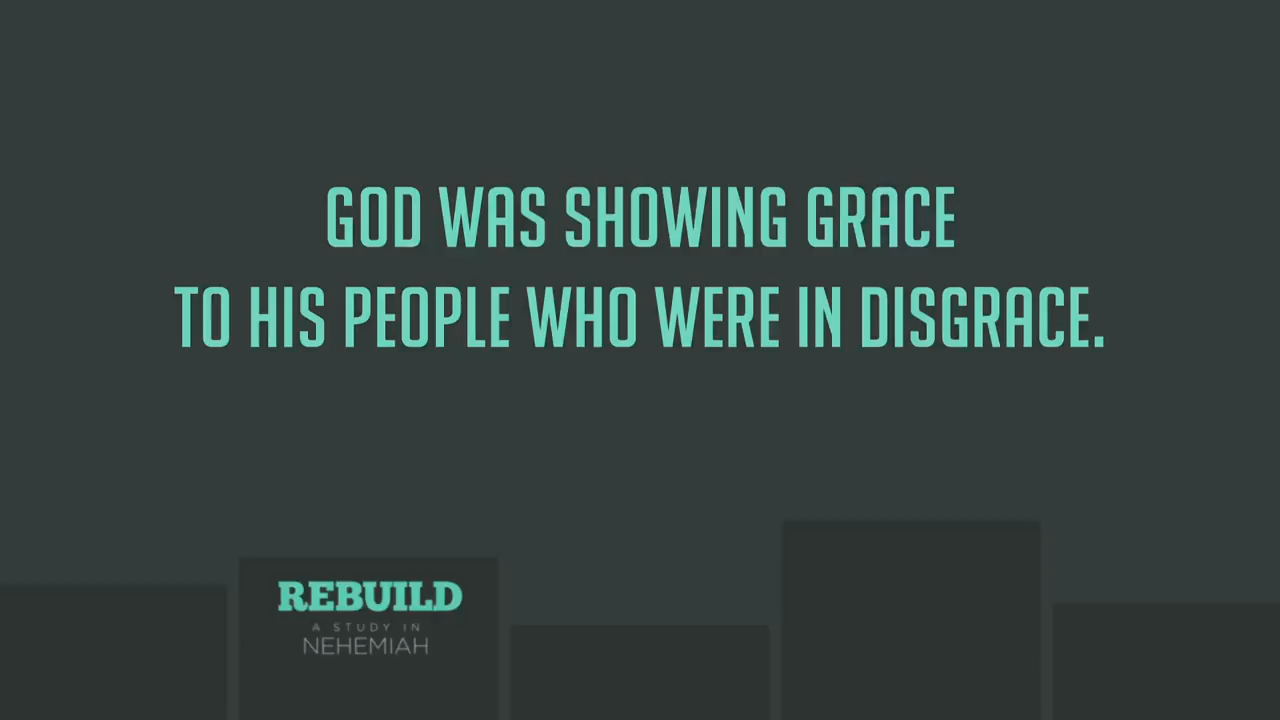 GOD WAS SHOWING GRACE
TO HIS PEOPLE WHO WERE IN DISGRACE.
REBUILD
A STUDY IN
NEHEMIAH